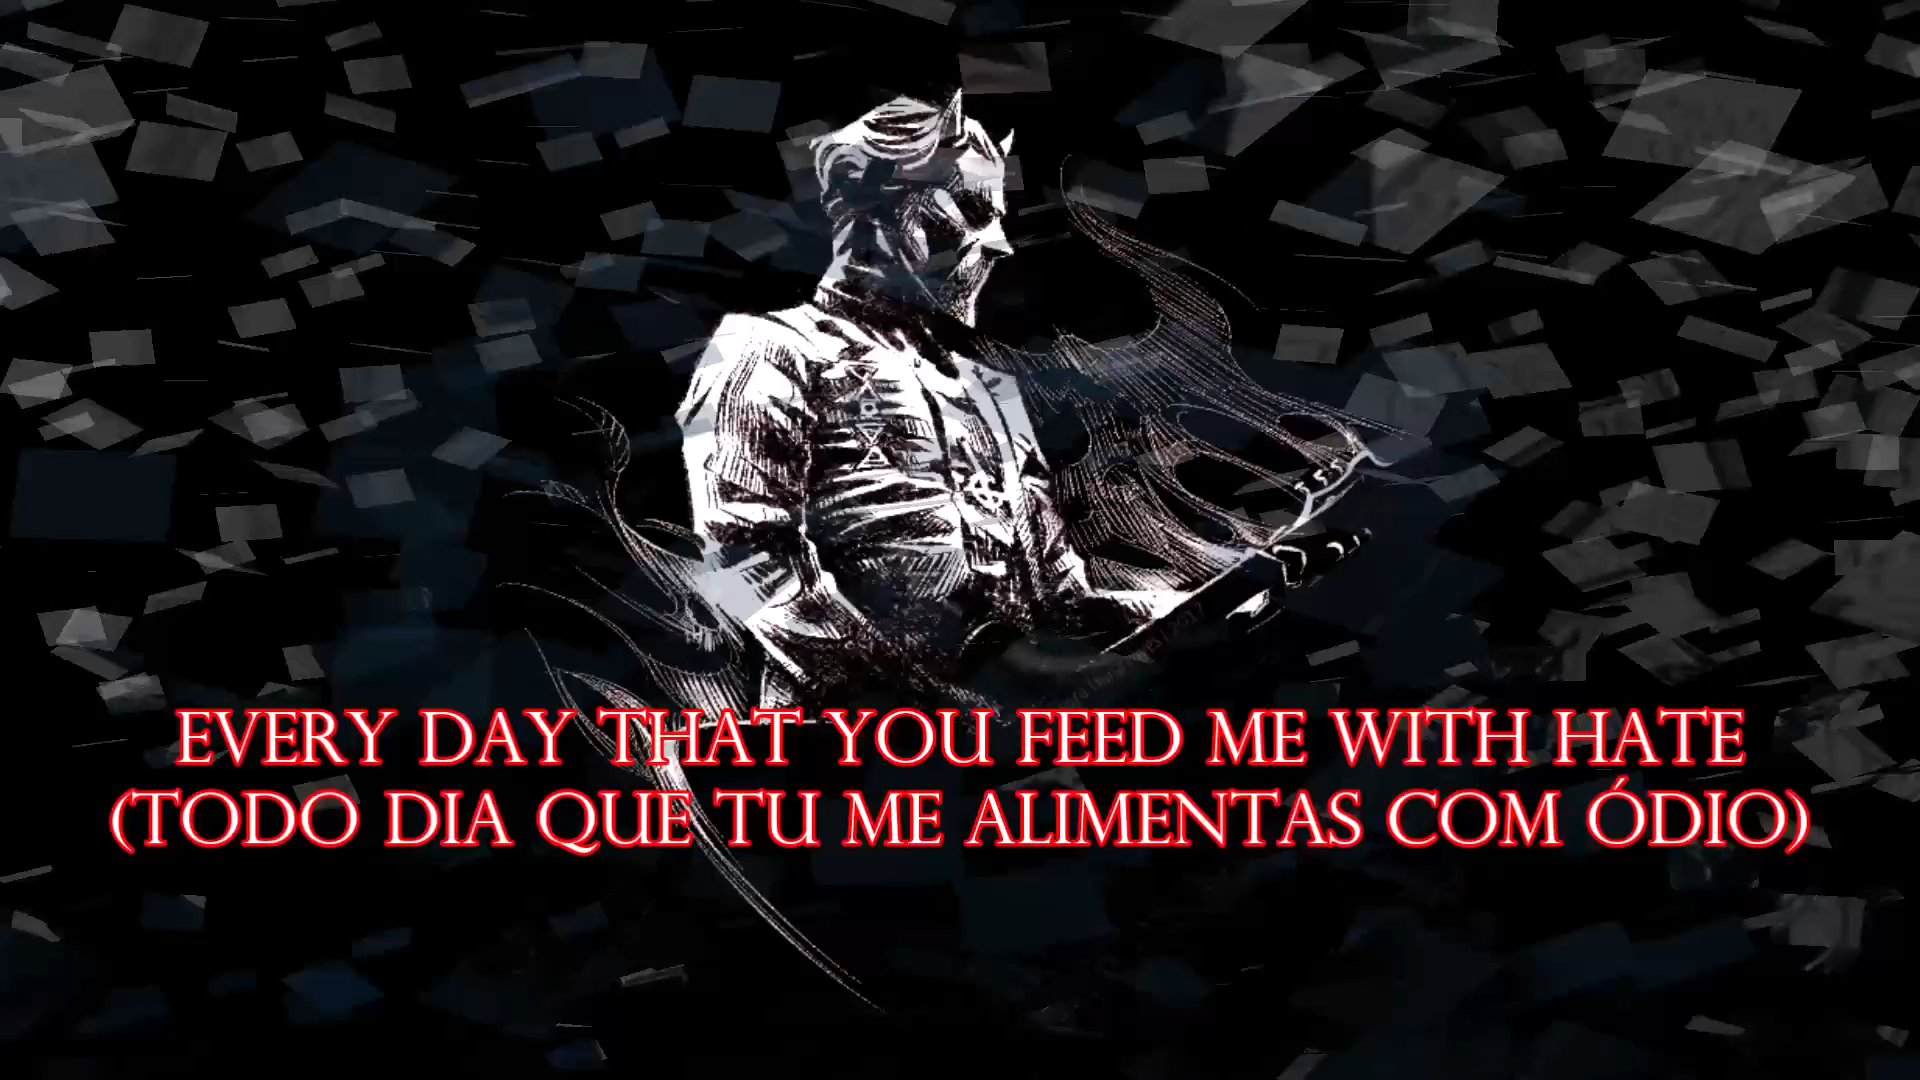 EVERY DAY THAT YOU FEED ME WITH HATE
(TODO DIA QUE TU ME ALIMENTAS COM ÓDIO)